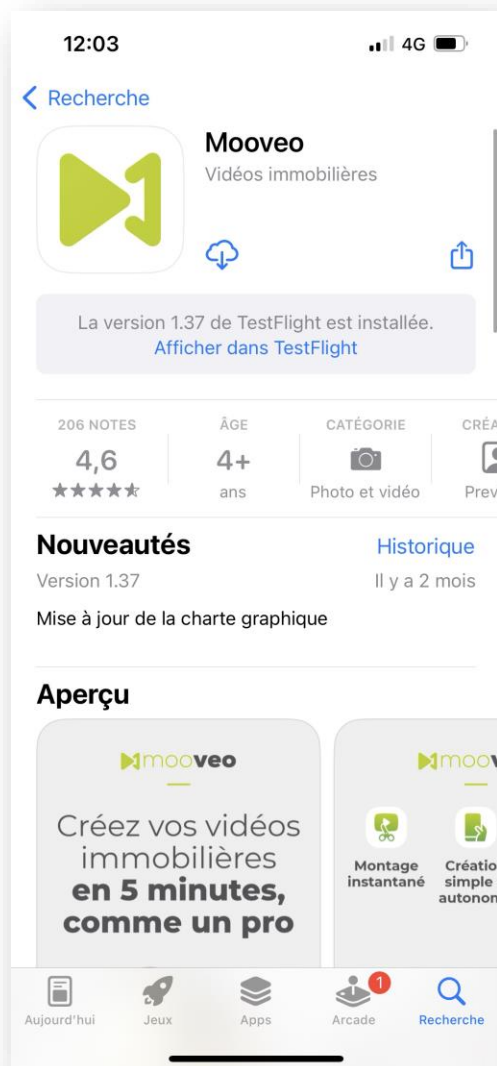 12:03
4G
Recherche
Mooveo
Vidéos immobilières
La version 1.37 de TestFlight est installée.
Afficher dans TestFlight
206 NOTES
4,6
ÂGE
4+
ans
CATÉGORIE
Photo et vidéo
Nouveautés
Historique
Version 1.37
Il y a 2 mois
Mise à jour de la charte graphique
Aperçu
mooveo
Créez vos vidéos
immobilières
en 5 minutes,
comme un pro
Montage
instantané
simple
1
Aujourd'hui
Jeux
Apps
Arcade
Recherche